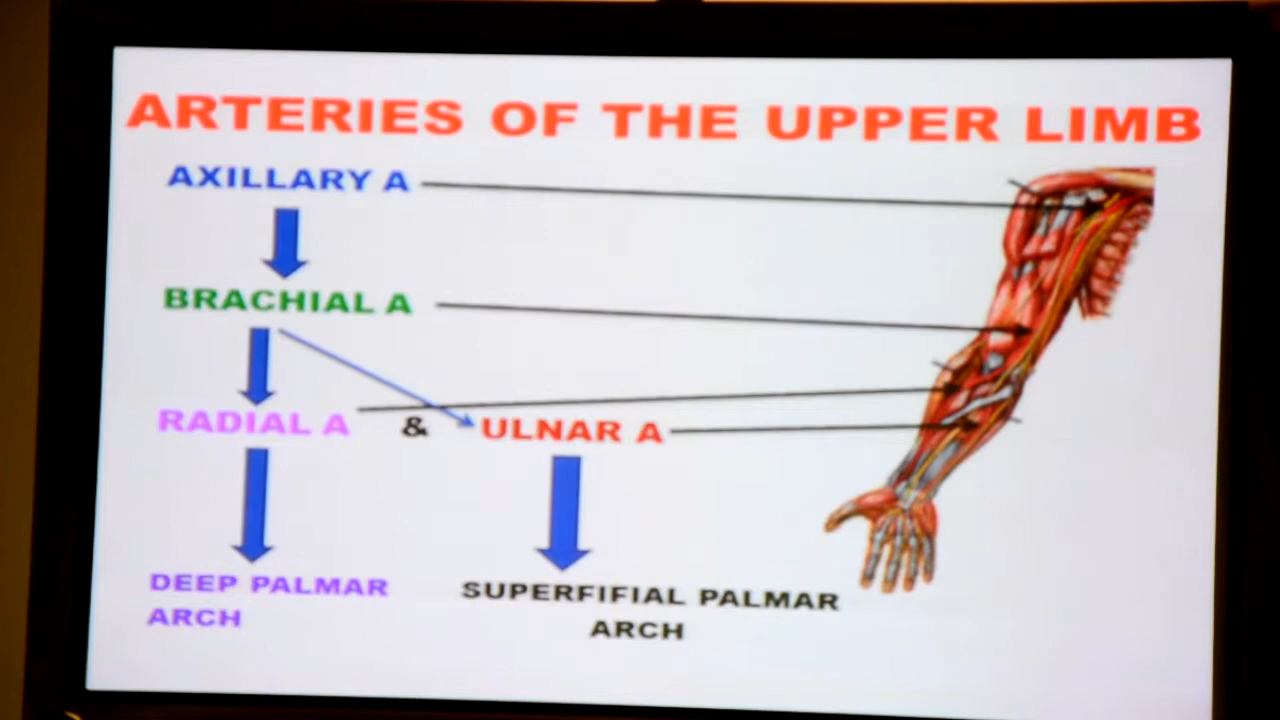 ARTERIES OF THE UPPER LIMB
AXILLARY A
BRACHIAL A
RADIAL A & ULNAR A
DEEP PALMAR
ARCH
SUPERFIFIAL PALMAR
ARCH